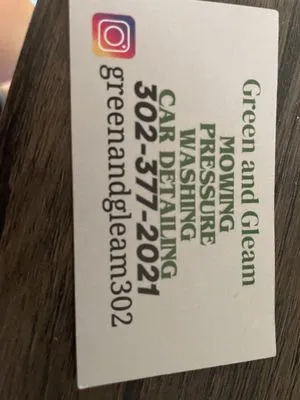 Green and Gleam
MOWING
PRESSURE
WASHING
CAR DETAILING
302-377-2021
greenandgleam302